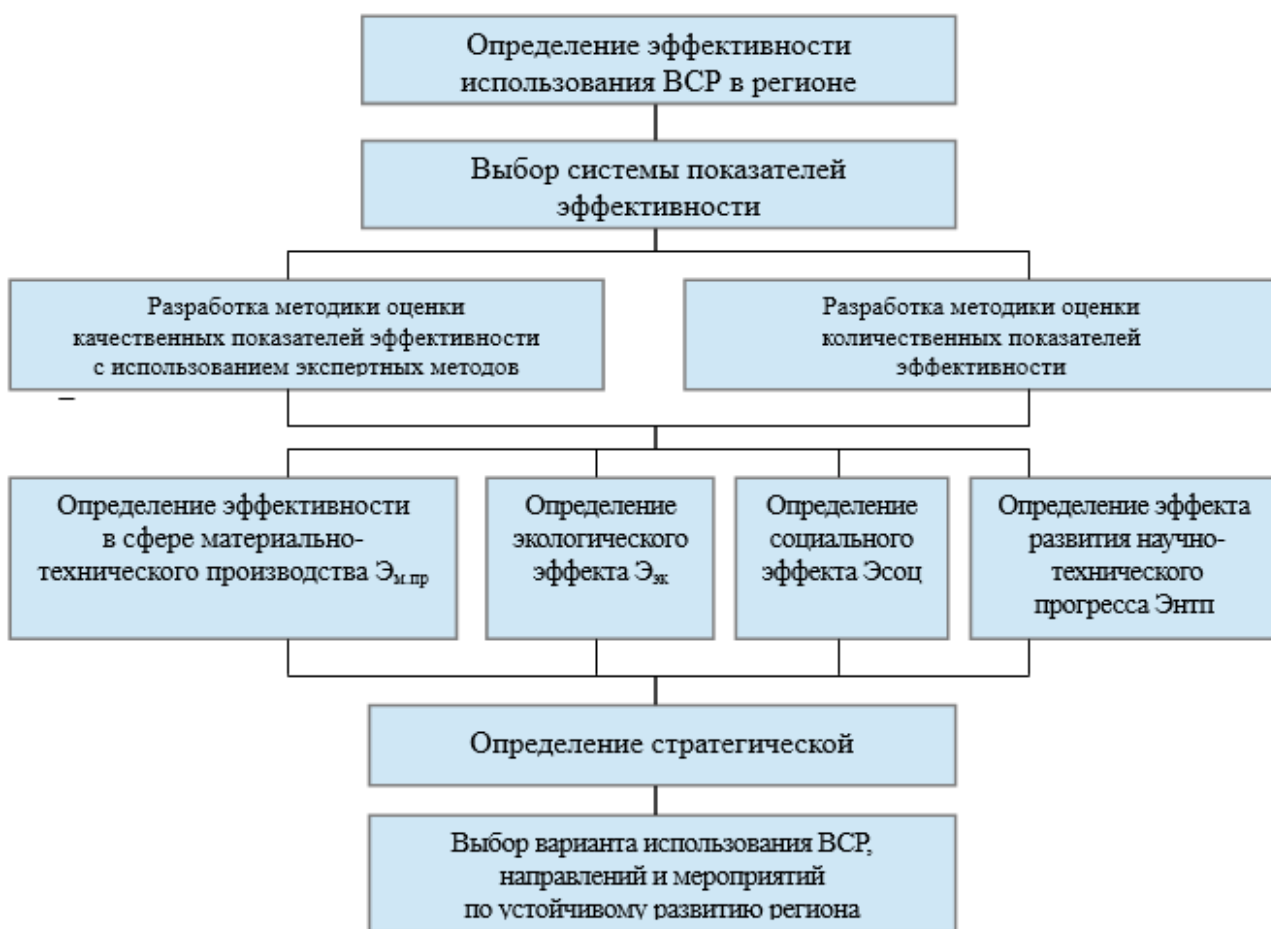 Определение эффективности
использования ВСР в регионе
Выбор системы показателей
эффективности
Разработка методики оценки
качественных показателей эффективности
с использованием экспертных методов
Разработка методики оценки
количественных показателей
эффективности
Определение эффективности
в сфере материально-
технического производства Эм.пр
Определение
экологического
эффекта Ээк
Определение
социального
эффекта Эсоц
Определение эффекта
развития научно-
технического
прогресса Энтп
Определение стратегической
Выбор варианта использования ВСР,
направлений и мероприятий
по устойчивому развитию региона